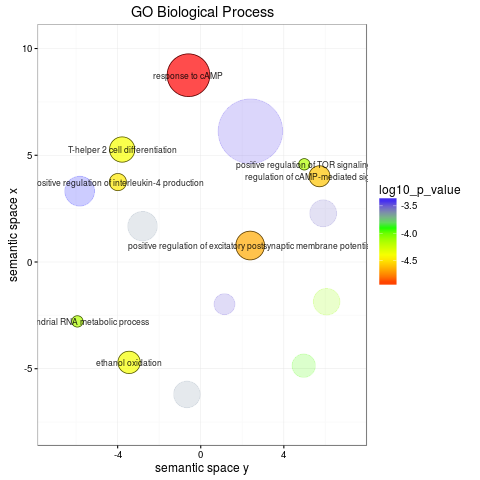 GO Biological Process
10
response to cAMP
T-helper 2 cell differentiation
5
positive regulation of TOR signaling
regulation of cAMP-mediated sig
ositive regulation of interleukin-4 production
log10_p_value
-3.5
-4.0
-4.5
semantic space x
positive regulation of excitatory postsynaptic membrane potentia
0
ndrial RNA metabolic process
ethanol oxidation
-5
-4
0
4
semantic space y